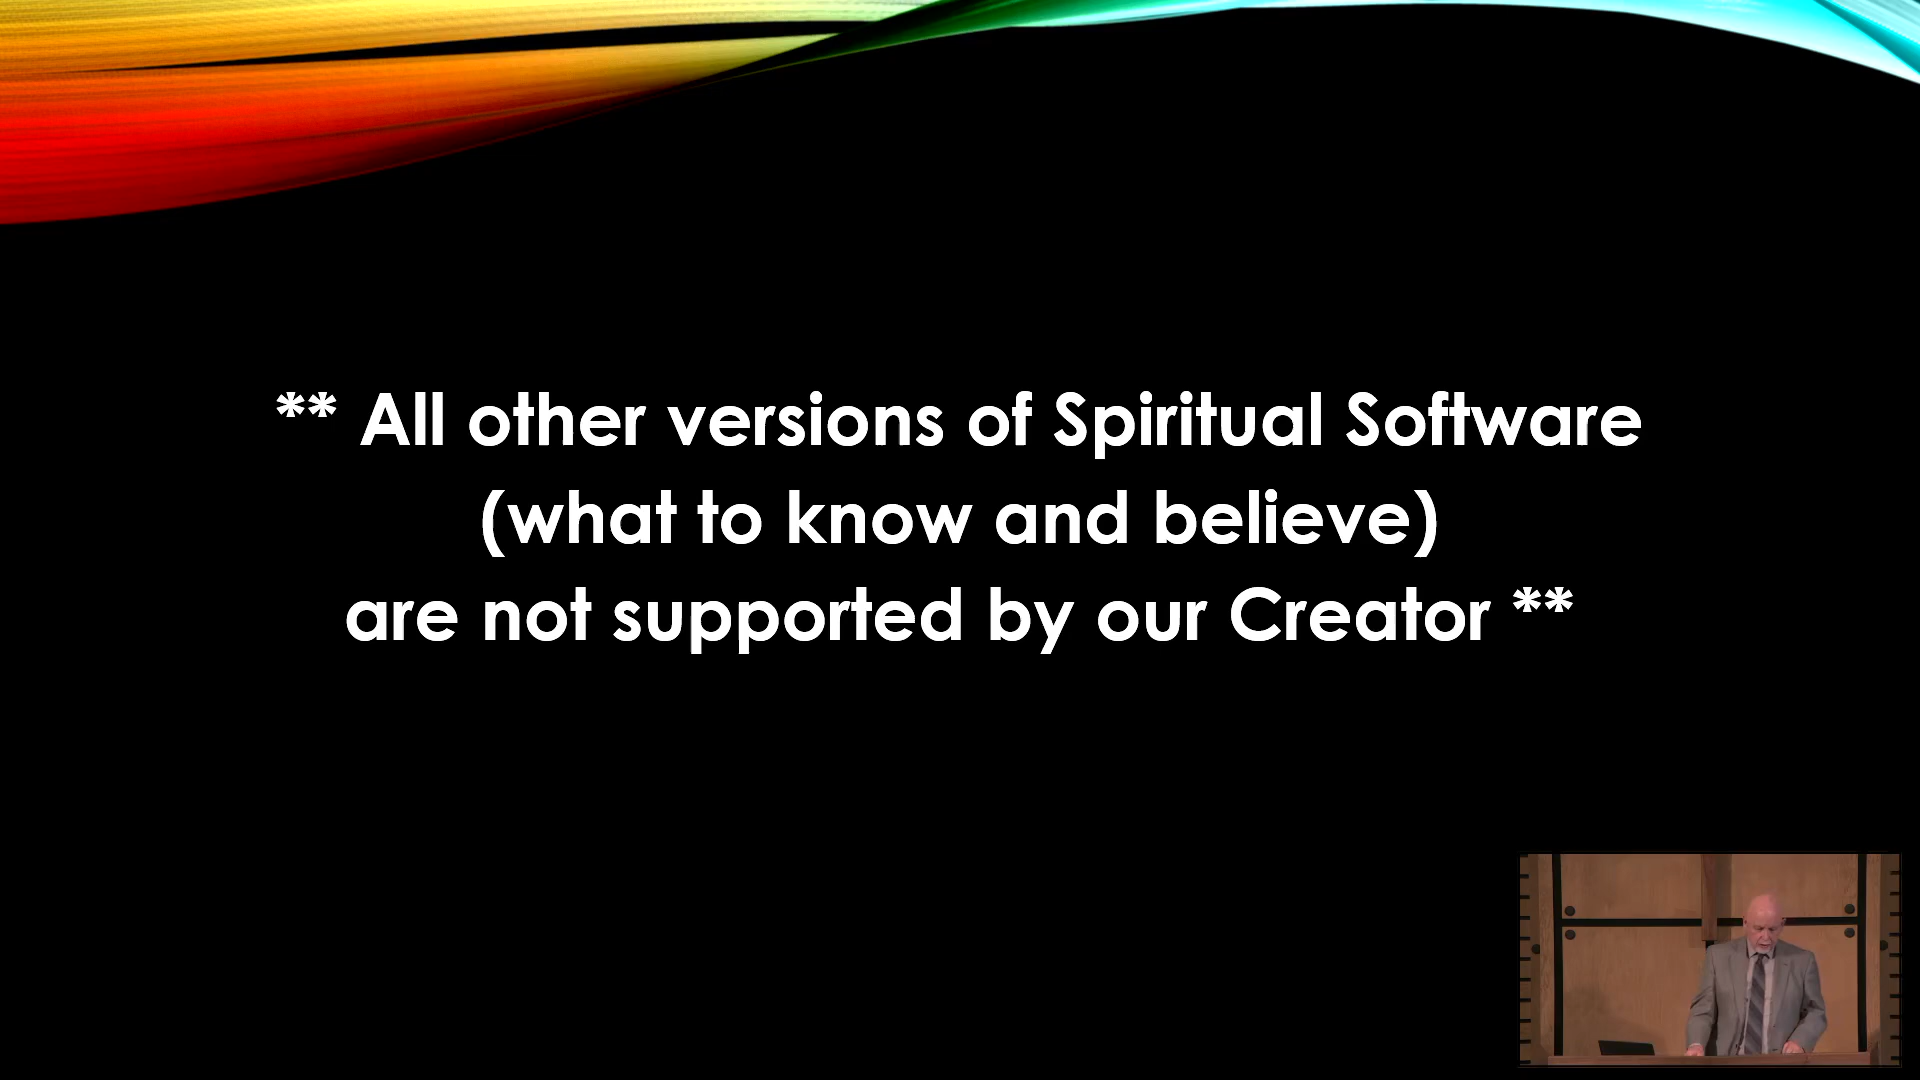 ** All other versions of Spiritual Software
(what to know and believe)
are not supported by our Creator **